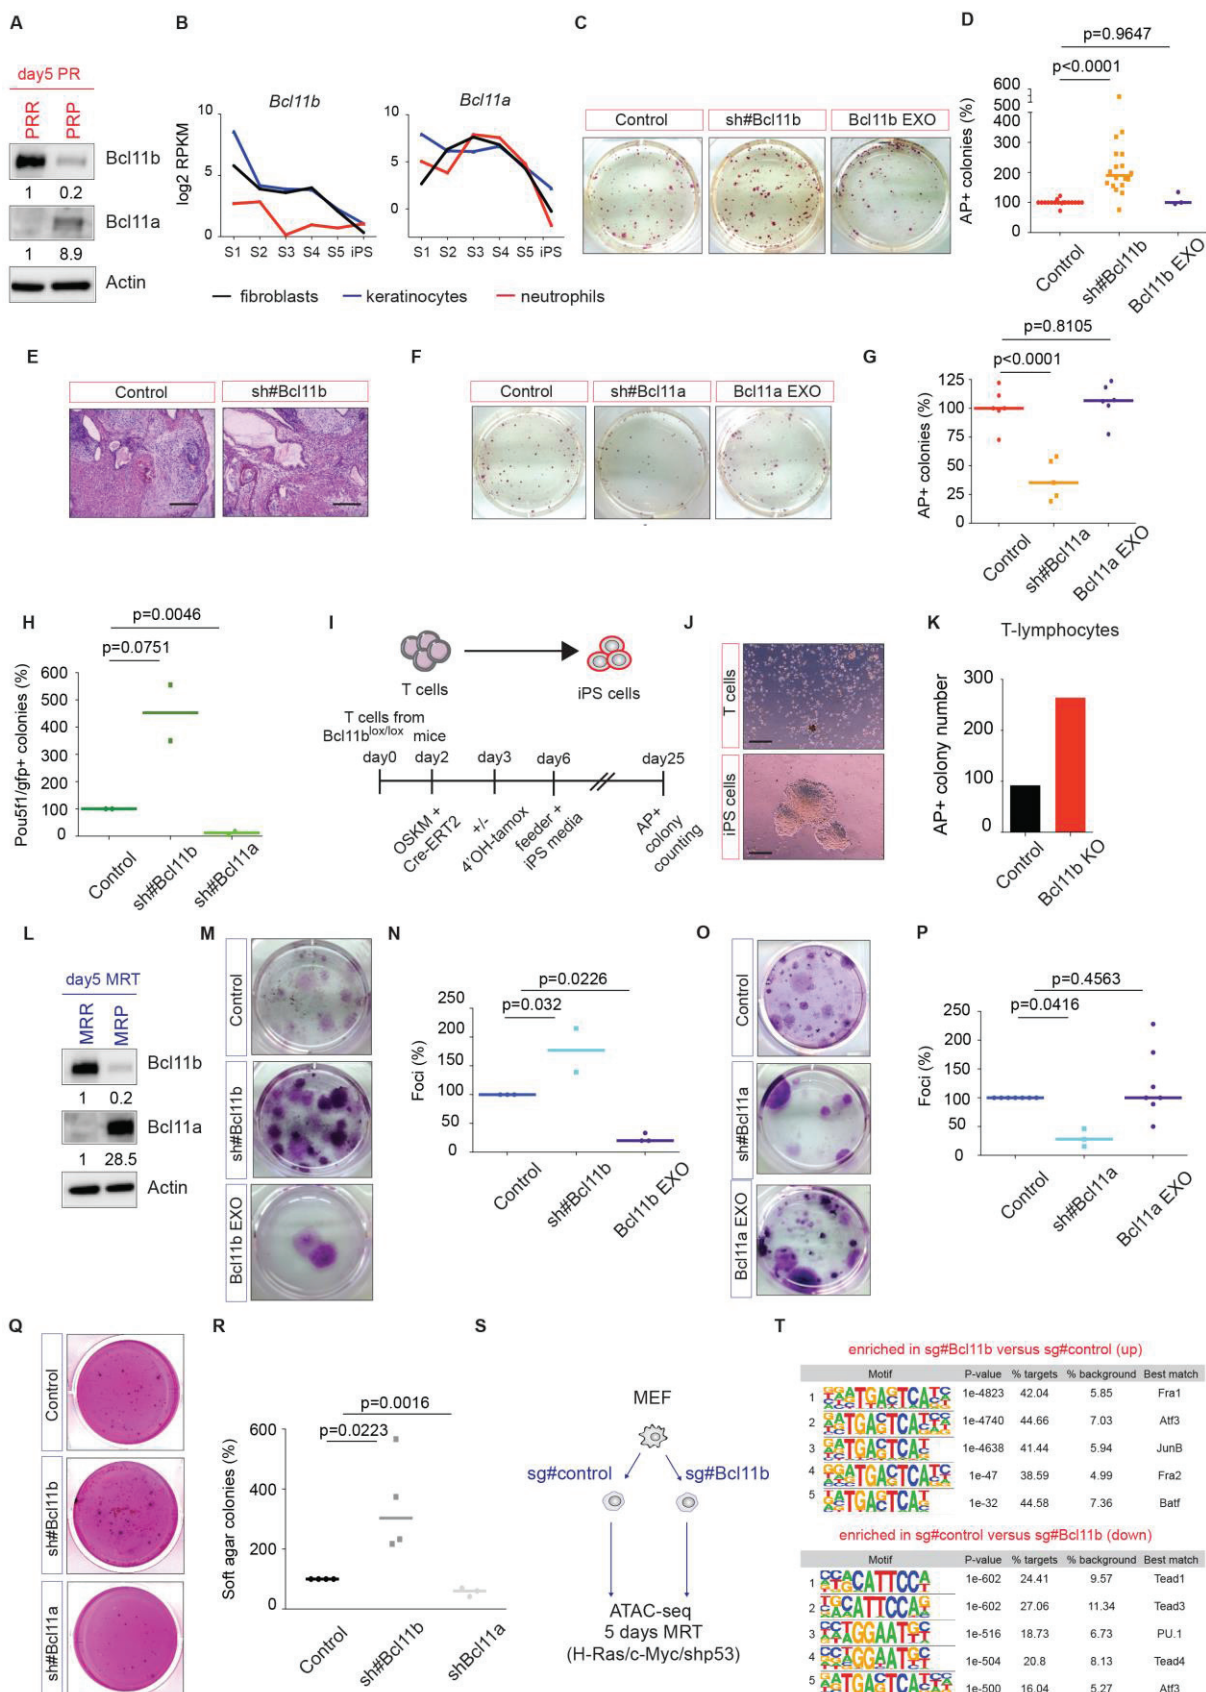 A
day5 PR
PRR
PRP
Bcl11b
1 0.2
Bcl11a
1 8.9
Actin
B
Bcl11b
Bcl11a
log2 RPKM
10
5
0
S1 S2 S3 S4 S5 iPS
10
5
0
S1 S2 S3 S4 S5 iPS
fibroblasts keratinocytes neutrophils
C
Control
sh#Bcl11b
Bcl11b EXO
D
p=0.9647
p<0.0001
AP+ colonies (%)
600
500
400
300
200
100
0
Control
sh#Bcl11b
Bcl11b EXO
E
Control
sh#Bcl11b
F
Control
sh#Bcl11a
Bcl11a EXO
G
p=0.8105
p<0.0001
AP+ colonies (%)
125
100
75
50
25
0
Control
sh#Bcl11a
Bcl11a EXO
H
p=0.0046
p=0.0751
Pou5f1/gfp+ colonies (%)
600
500
400
300
200
100
0
Control
sh#Bcl11b
sh#Bcl11a
I
T cells
iPS cells
T cells from
Bcl11b lox/lox mice
day0 day2 day3 day6 day25
OSKM +
Cre-ERT2
+/-
4'OH-tamox
feeder +
iPS media
AP+
colony
counting
J
T cells
iPS cells
K
T-lymphocytes
AP+ colony number
300
200
100
0
Control
Bcl11b KO
L
day5 MRT
MRR
MRP
Bcl11b
1 0.2
Bcl11a
1 28.5
Actin
M
Control
sh#Bcl11b
Bcl11b EXO
N
p=0.0226
p=0.032
Foci (%)
250
200
150
100
50
0
Control
sh#Bcl11b
Bcl11b EXO
O
Control
sh#Bcl11a
Bcl11a EXO
P
p=0.4563
p=0.0416
Foci (%)
250
200
150
100
50
0
Control
sh#Bcl11a
Bcl11a EXO
Q
Control
sh#Bcl11b
sh#Bcl11a
R
p=0.0016
p=0.0223
Soft agar colonies (%)
600
400
200
0
Control
sh#Bcl11b
shBcl11a
S
MEF
sg#control
sg#Bcl11b
ATAC-seq
5 days MRT
(H-Ras/c-Myc/shp53)
T
enriched in sg#Bcl11b versus sg#control (up)
Motif P-value % targets % background Best match
1 1e-4823 42.04 5.85 Fra1
2 1e-4740 44.66 7.03 Atf3
3 1e-4638 41.44 5.94 JunB
4 1e-47 38.59 4.99 Fra2
5 1e-32 44.58 7.36 Batf
enriched in sg#control versus sg#Bcl11b (down)
Motif P-value % targets % background Best match
1 1e-602 24.41 9.57 Tead1
2 1e-602 27.06 11.34 Tead3
3 1e-516 18.73 6.73 PU.1
4 1e-504 20.8 8.13 Tead4
5 1e-500 16.04 5.27 Atf3